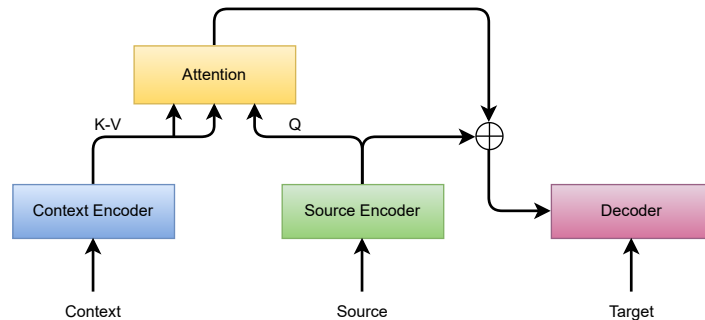 Attention
K-V
Q
Context Encoder
Source Encoder
Decoder
Context
Source
Target